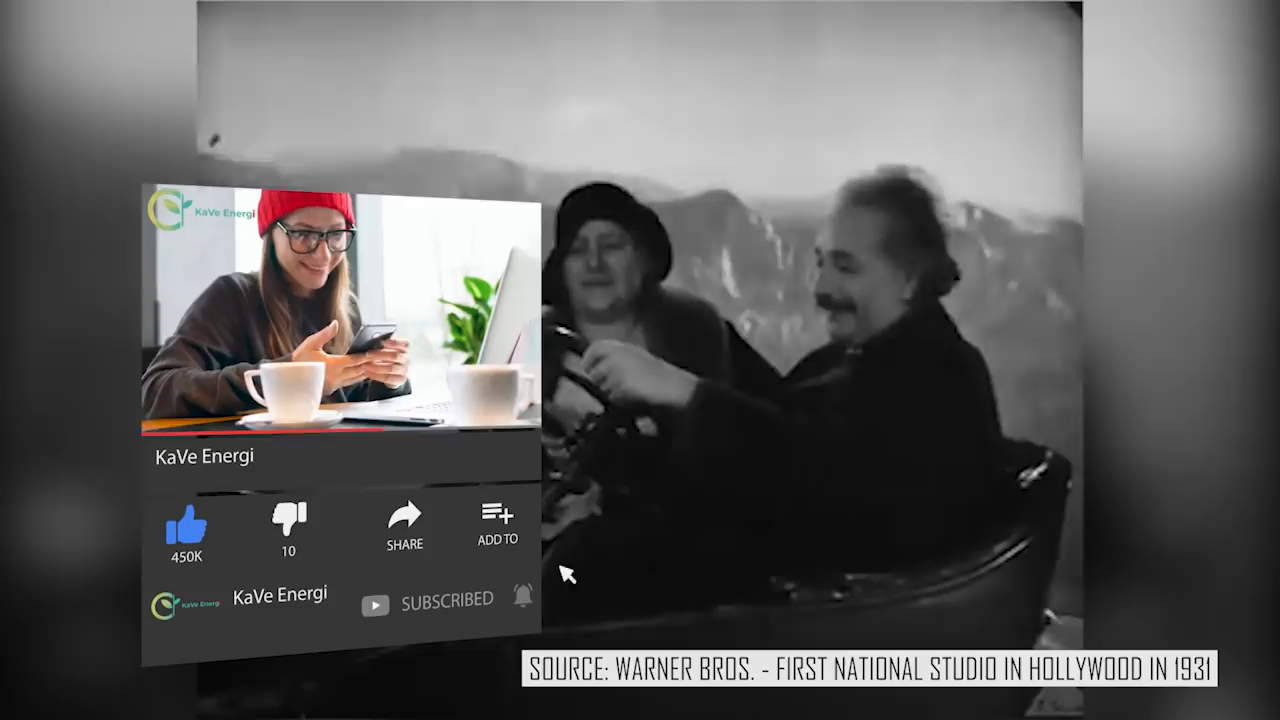 KaVe Energi
KaVe Energi
450K
10
SHARE
ADD TO
KaVe Energ
KaVe Energi
SUBSCRIBED
SOURCE: WARNER BROS. - FIRST NATIONAL STUDIO IN HOLLYWOOD IN 1931